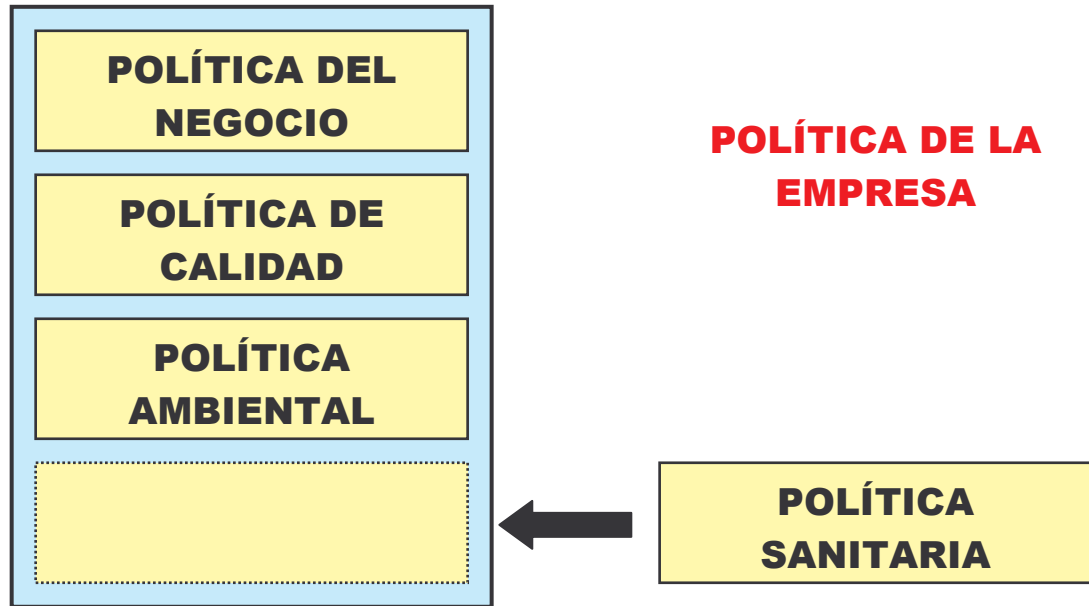 POLÍTICA DEL
NEGOCIO
POLÍTICA DE LA
EMPRESA
POLÍTICA DE
CALIDAD
POLÍTICA
AMBIENTAL
POLÍTICA
SANITARIA